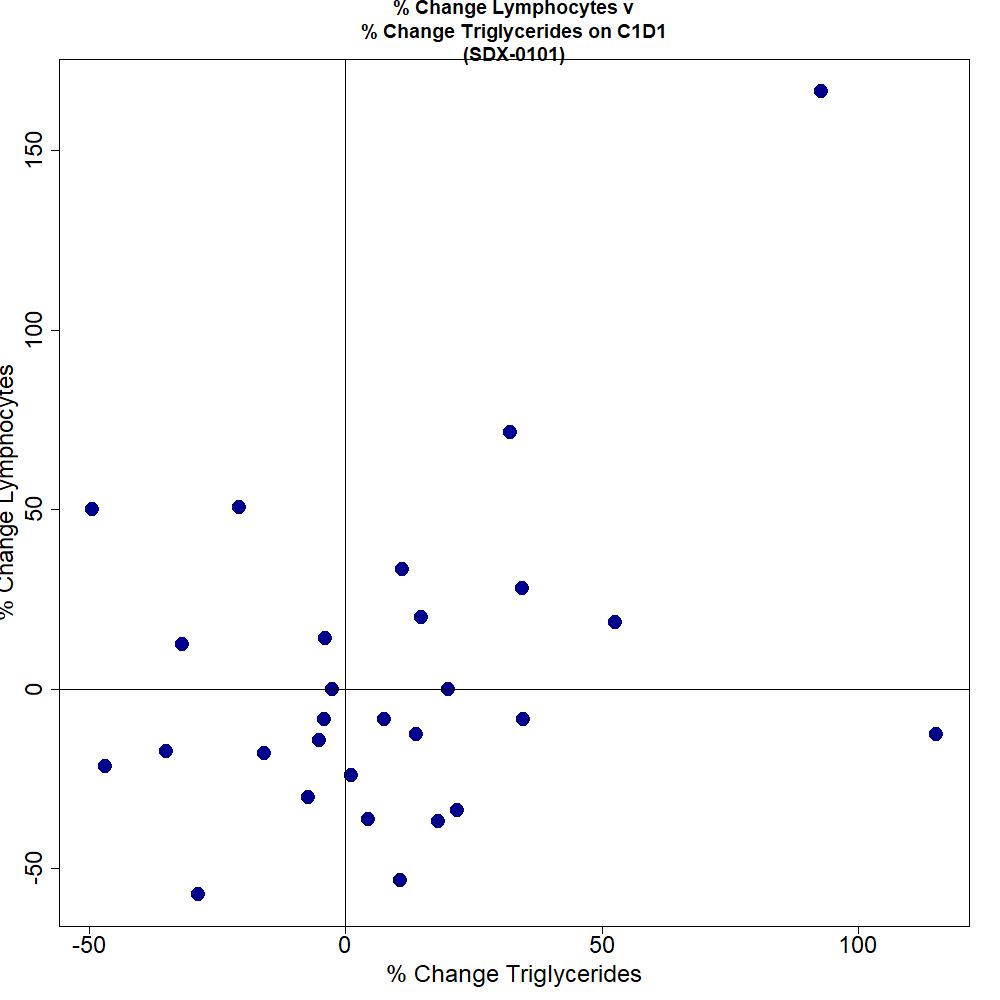 % Change Lymphocytes v
% Change Triglycerides on C1D1
(SDX-0101)
% Change Lymphocytes
150
100
50
0
-50
-50
0
50
100
% Change Triglycerides